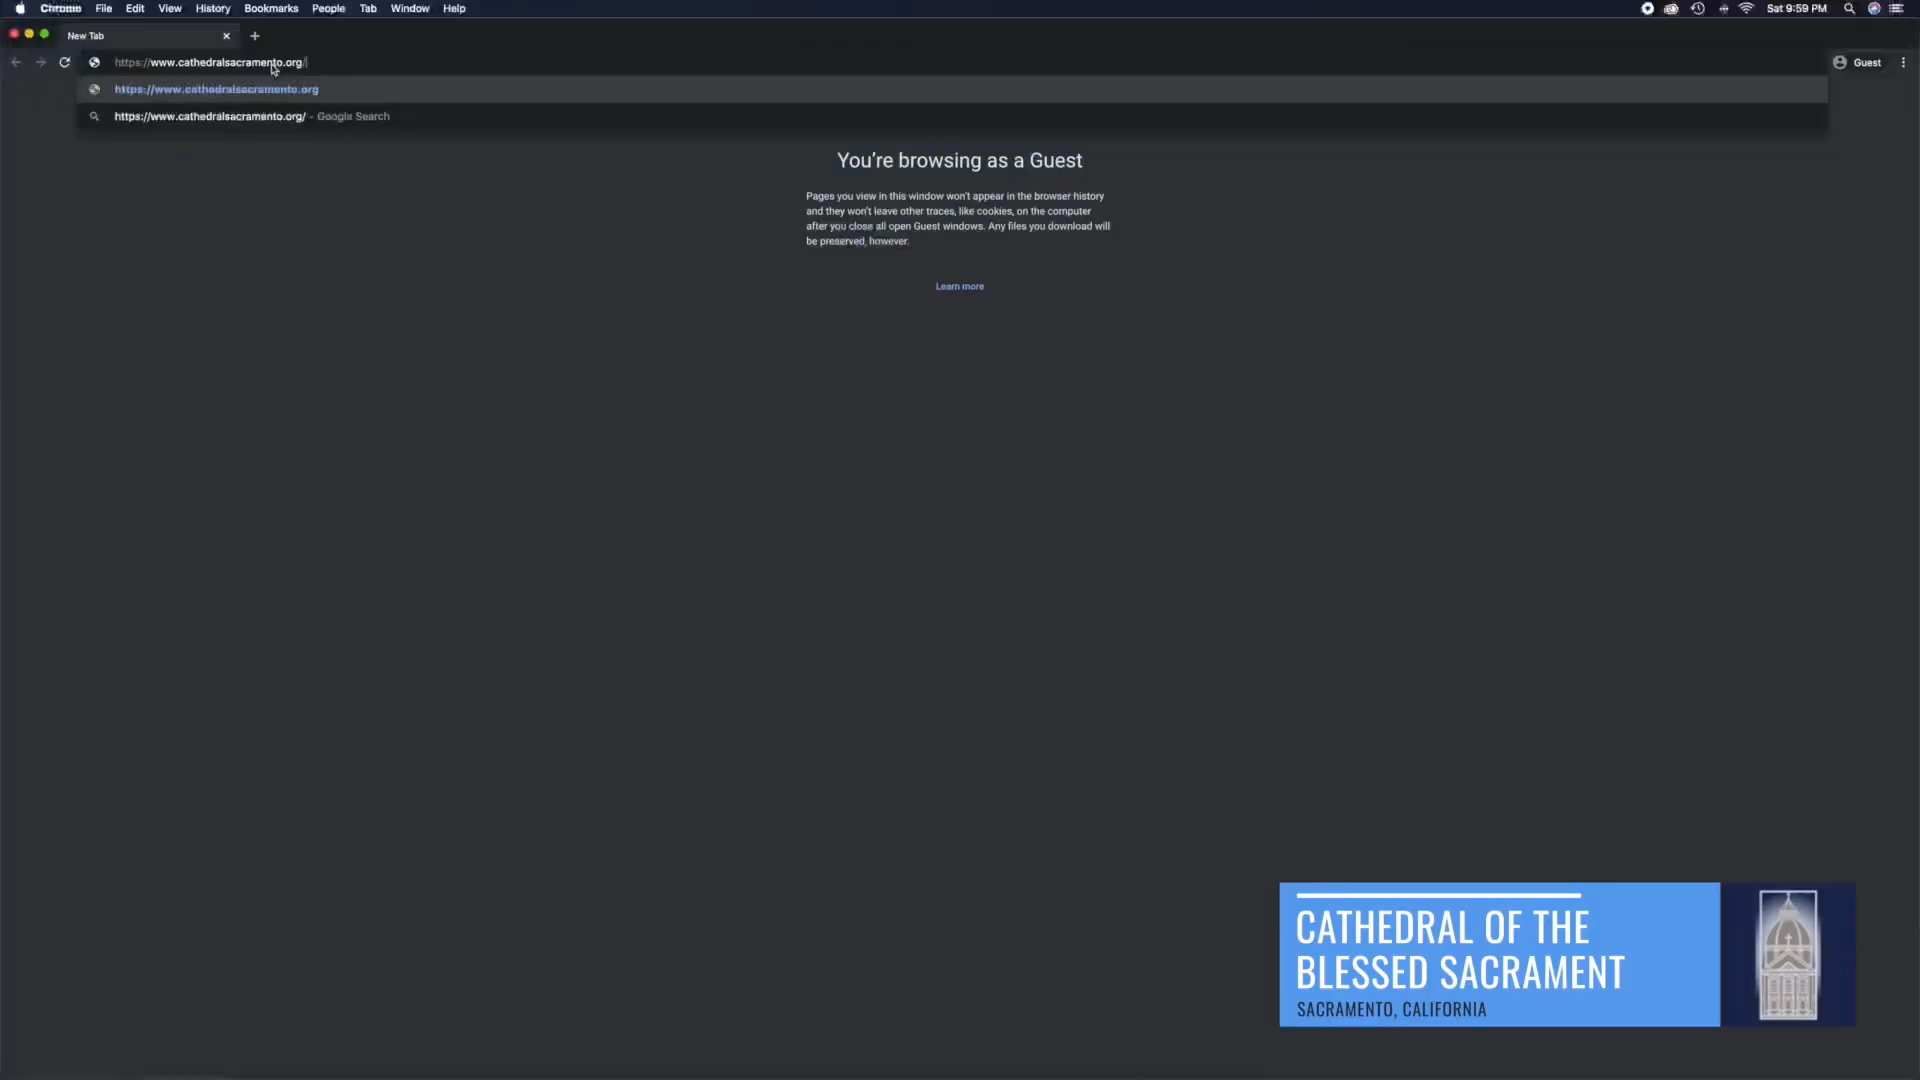 Chrome File Edit View History Bookmarks People Tab Window Help Sat 9:59 PM
New Tab
https://www.cathedralsacramento.org/ Guest
https://www.cathedralsacramento.org
https://www.cathedralsacramento.org/ - Google Search
You're browsing as a Guest
Pages you view in this window won't appear in the browser history
and they won't leave other traces, like cookies, on the computer
after you close all open Guest windows. Any files you download will
be preserved, however.
Learn more
CATHEDRAL OF THE
BLESSED SACRAMENT
SACRAMENTO, CALIFORNIA